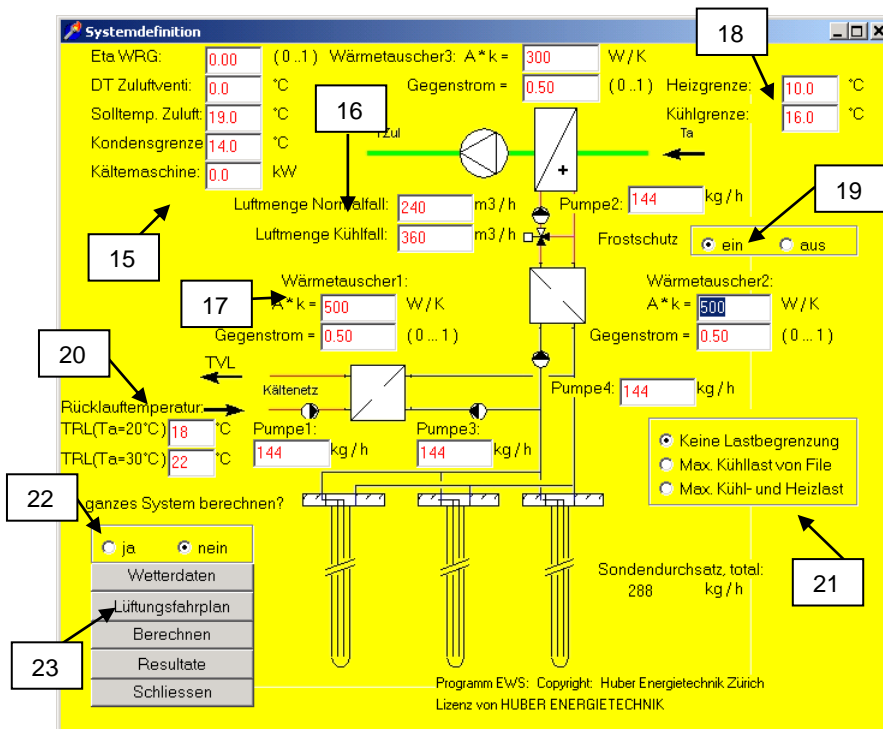 Systemdefinition
Eta WRG: 0.00 (0..1) Wärmetauscher3: A*k = 300 W/K
18
DT Zuluftventi: 0.0 °C Gegenstrom = 0.50 (0..1) Heizgrenze: 10.0 °C
Solltemp. Zuluft: 19.0 °C
16
Kühlgrenze: 16.0 °C
Kondensgrenze 14.0 °C
TZul
Ta
+
Kältemaschine: 0.0 kW
19
Luftmenge Normalfall: 240 m3/h Pumpe2: 144 kg/h
Luftmenge Kühlfall: 360 m3/h Frostschutz ein aus
15
Wärmetauscher1: Wärmetauscher2:
17
A*k = 500 W/K A*k = 500 W/K
Gegenstrom = 0.50 (0...1) Gegenstrom = 0.50 (0...1)
20
TVL
Kältenetz
Pumpe4: 144 kg/h
Rücklauftemperatur:
TRL(Ta=20°C) 18 °C Pumpe1: 144 kg/h Pumpe3: 144 kg/h
TRL(Ta=30°C) 22 °C
Keine Lastbegrenzung
Max. Kühllast von File
Max. Kühl- und Heizlast
22
ganzes System berechnen?
ja nein
21
Wetterdaten
Lüftungsfahrplan
Berechnen
Resultate
Schliessen
23
Sondendurchsatz, total:
288 kg/h
Programm EWS: Copyright: Huber Energietechnik Zürich
Lizenz von HUBER ENERGIETECHNIK